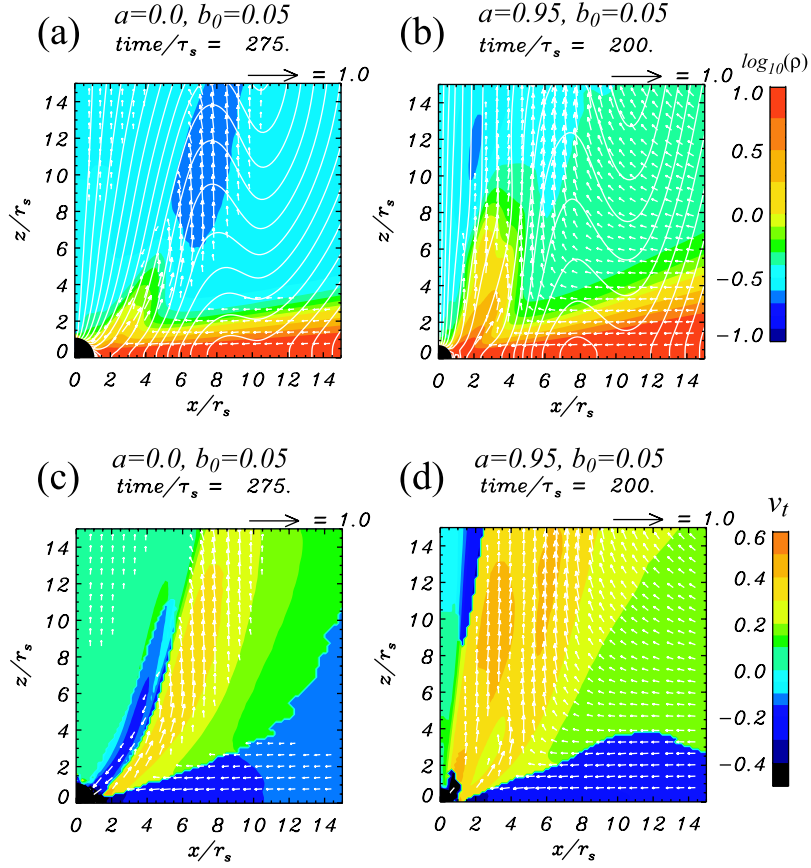 (a)
a=0.0, b0=0.05
time/τs = 275.
= 1.0
z/rs
14
12
10
8
6
4
2
0
0 2 4 6 8 10 12 14
x/rs
(b)
a=0.95, b0=0.05
time/τs = 200.
= 1.0
z/rs
14
12
10
8
6
4
2
0
0 2 4 6 8 10 12 14
x/rs
log10(ρ)
1.0
0.5
0.0
−0.5
−1.0
(c)
a=0.0, b0=0.05
time/τs = 275.
= 1.0
z/rs
14
12
10
8
6
4
2
0
0 2 4 6 8 10 12 14
x/rs
(d)
a=0.95, b0=0.05
time/τs = 200.
= 1.0
z/rs
14
12
10
8
6
4
2
0
0 2 4 6 8 10 12 14
x/rs
vt
0.6
0.4
0.2
0.0
−0.2
−0.4